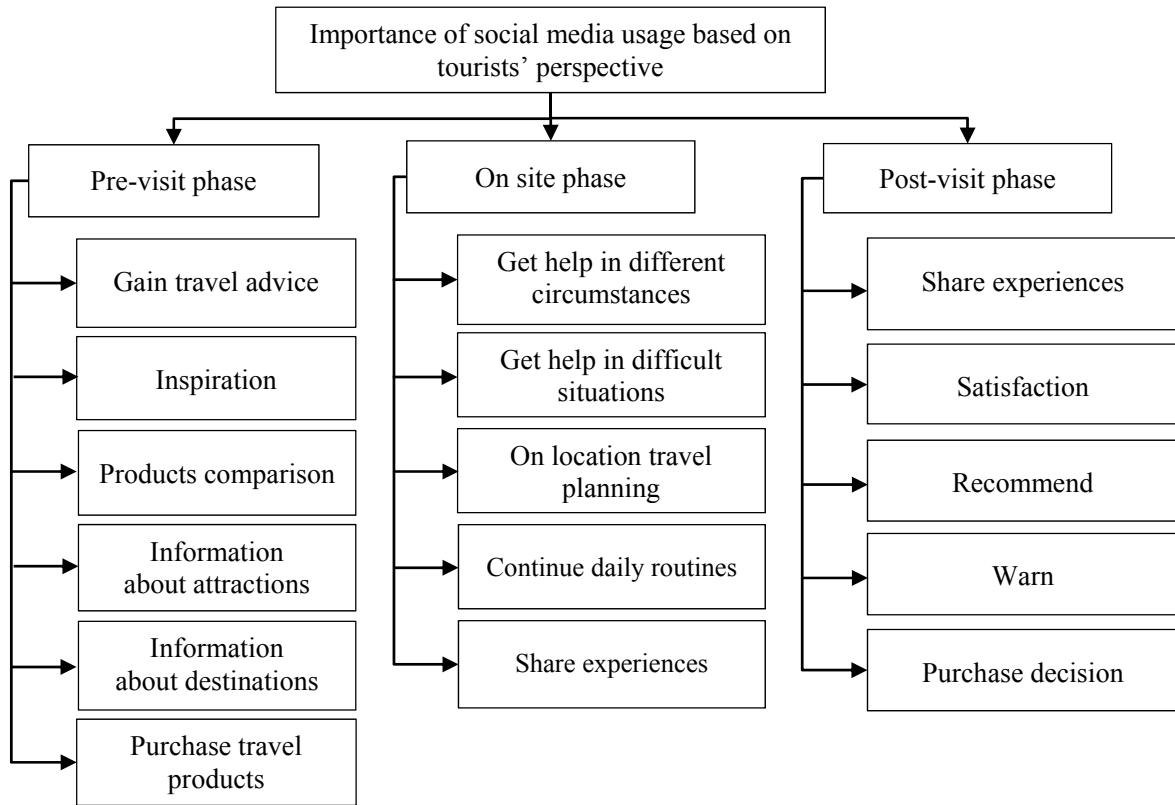 Importance of social media usage based on
tourists’ perspective
Pre-visit phase
Gain travel advice
Inspiration
Products comparison
Information
about attractions
Information
about destinations
Purchase travel
products
On site phase
Get help in different
circumstances
Get help in difficult
situations
On location travel
planning
Continue daily routines
Share experiences
Post-visit phase
Share experiences
Satisfaction
Recommend
Warn
Purchase decision